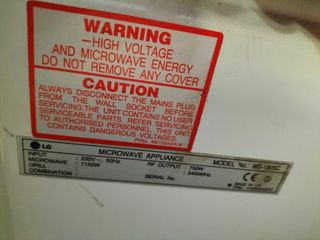 WARNING
—HIGH VOLTAGE
AND MICROWAVE ENERGY
DO NOT REMOVE ANY COVER
CAUTION
ALWAYS DISCONNECT THE MAINS PLUG
FROM THE WALL SOCKET BEFORE
SERVICING.THE UNIT CONTAINS NO USER
SERVICEABLE PARTS. REFER SERVICING
TO AUTHORISED PERSONNEL. THIS UNIT
CONTAINS DANGEROUS VOLTAGES.
LG
MICROWAVE APPLIANCE
MODEL No.
INPUT : 230V~, 50Hz
RF OUTPUT : 750W
MICROWAVE : 1150W
2450MHz
GRILL :
SERIAL No. :
COMBINATION :
MADE IN U.K.